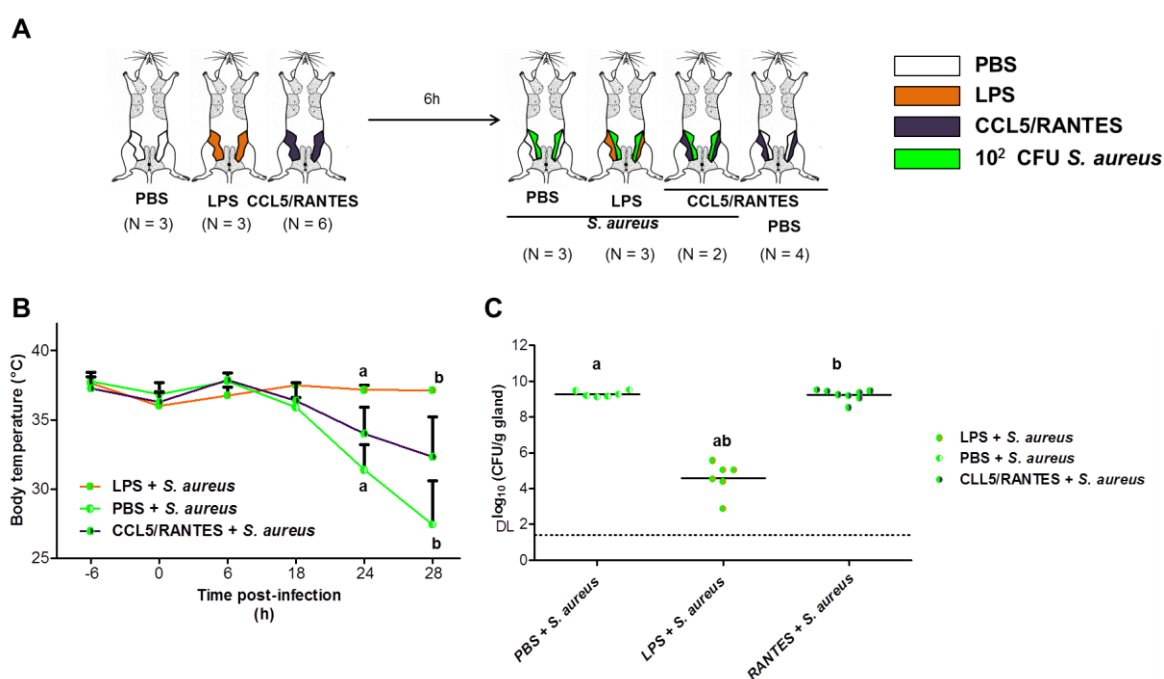 A
6h
PBS
LPS
CCL5/RANTES
10² CFU S. aureus
PBS LPS CCL5/RANTES
(N = 3) (N = 3) (N = 6)
PBS LPS CCL5/RANTES
S. aureus PBS
(N = 3) (N = 3) (N = 2) (N = 4)
B
Body temperature (°C)
40
35
30
25
a
b
a
b
LPS + S. aureus
PBS + S. aureus
CCL5/RANTES + S. aureus
-6 0 6 18 24 28
Time post-infection
(h)
C
log₁₀ (CFU/g gland)
12
10
8
6
4
2
0
DL
a
ab
b
LPS + S. aureus
PBS + S. aureus
CLL5/RANTES + S. aureus
PBS + S. aureus
LPS + S. aureus
RANTES + S. aureus